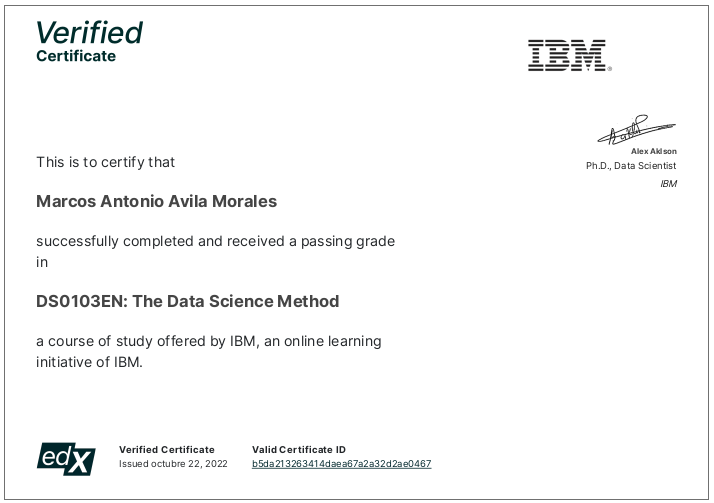 Verified
Certificate
IBM®
Alex Aklson
Ph.D., Data Scientist
IBM
This is to certify that
Marcos Antonio Avila Morales
successfully completed and received a passing grade
in
DS0103EN: The Data Science Method
a course of study offered by IBM, an online learning
initiative of IBM.
edX
Verified Certificate
Issued octubre 22, 2022
Valid Certificate ID
b5da213263414daea67a2a32d2ae0467